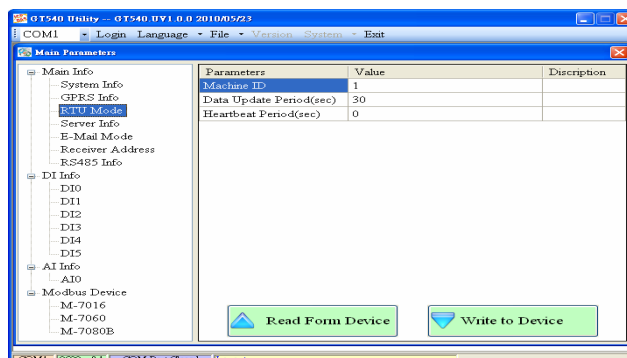 GT540 Utility -- GT540.UV1.0.0 2010/05/23
COM1 Login Language File Version System Exit
Main Parameters
Main Info
System Info
GPRS Info
RTU Mode
Server Info
E-Mail Mode
Receiver Address
RS485 Info
DI Info
DI0
DI1
DI2
DI3
DI4
DI5
AI Info
AI0
Modbus Device
M-7016
M-7060
M-7080B
Parameters Value Discription
Machine ID 1
Data Update Period(sec) 30
Heartbeat Period(sec) 0
Read Form Device Write to Device